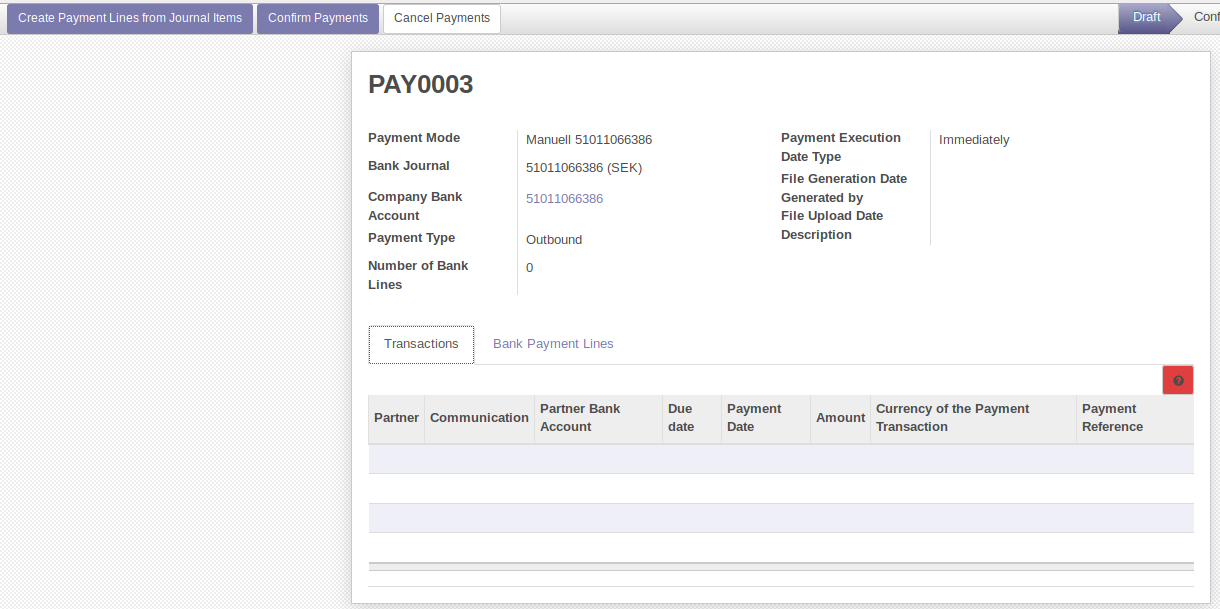 Create Payment Lines from Journal Items Confirm Payments Cancel Payments Draft Conf
PAY0003
Payment Mode Manuell 51011066386
Bank Journal 51011066386 (SEK)
Company Bank
Account 51011066386
Payment Type Outbound
Number of Bank
Lines 0
Payment Execution
Date Type Immediately
File Generation Date
Generated by
File Upload Date
Description
Transactions Bank Payment Lines
Partner Communication Partner Bank Account Due date Payment Date Amount Currency of the Payment Transaction Payment Reference